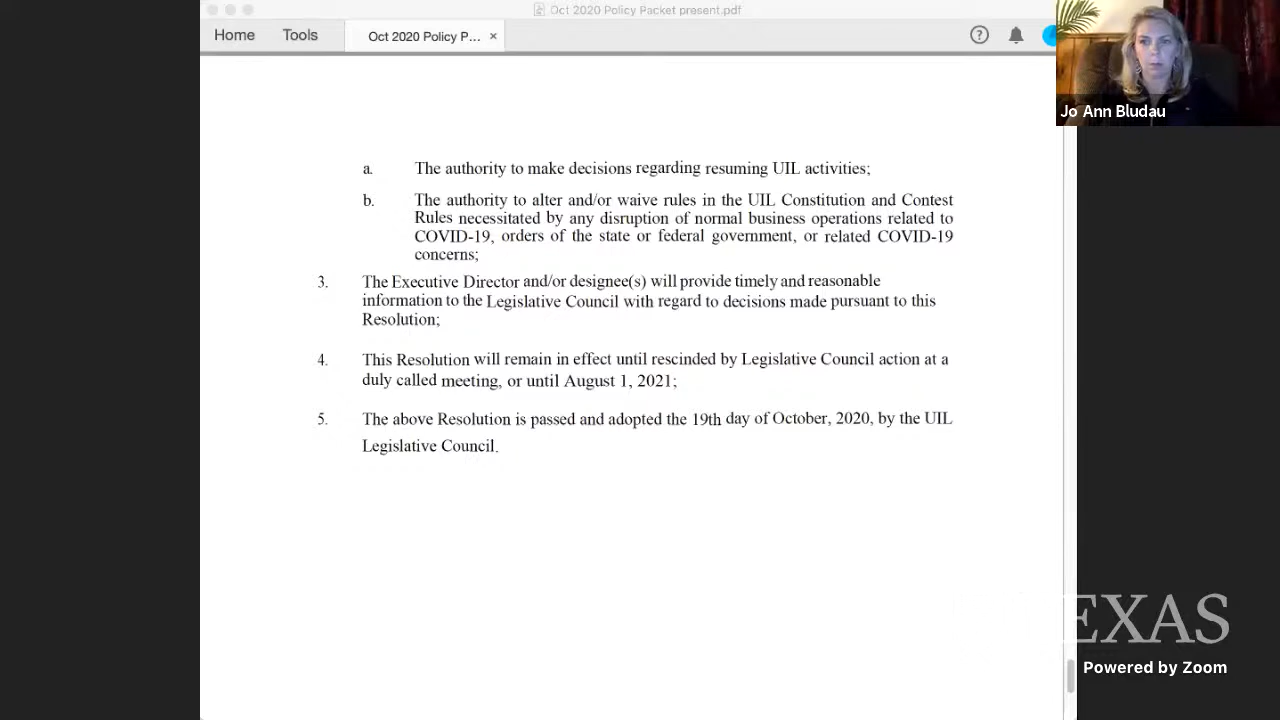 Oct 2020 Policy Packet present.pdf
Home Tools Oct 2020 Policy P... ×
Jo Ann Bludau
a. The authority to make decisions regarding resuming UIL activities;
b. The authority to alter and/or waive rules in the UIL Constitution and Contest
Rules necessitated by any disruption of normal business operations related to
COVID-19, orders of the state or federal government, or related COVID-19
concerns;
3. The Executive Director and/or designee(s) will provide timely and reasonable
information to the Legislative Council with regard to decisions made pursuant to this
Resolution;
4. This Resolution will remain in effect until rescinded by Legislative Council action at a
duly called meeting, or until August 1, 2021;
5. The above Resolution is passed and adopted the 19th day of October, 2020, by the UIL
Legislative Council.
EXAS
Powered by Zoom